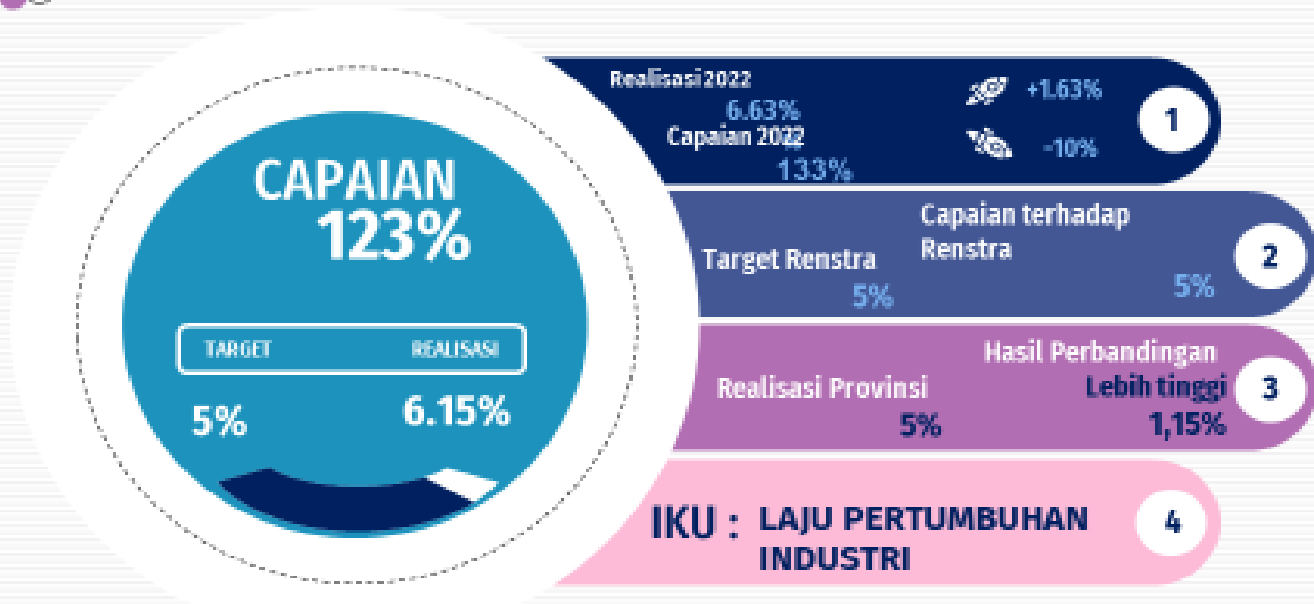 CAPAIAN
123%
TARGET REALISASI
5% 6.15%
Realisasi 2022
6.63%
Capaian 2022
%
133%
+1.63%
-10%
1
Target Renstra
5%
Capaian terhadap
Renstra
5%
2
Realisasi Provinsi
5%
Hasil Perbandingan
Lebih tinggi
1,15%
3
IKU : LAJU PERTUMBUHAN
INDUSTRI
4